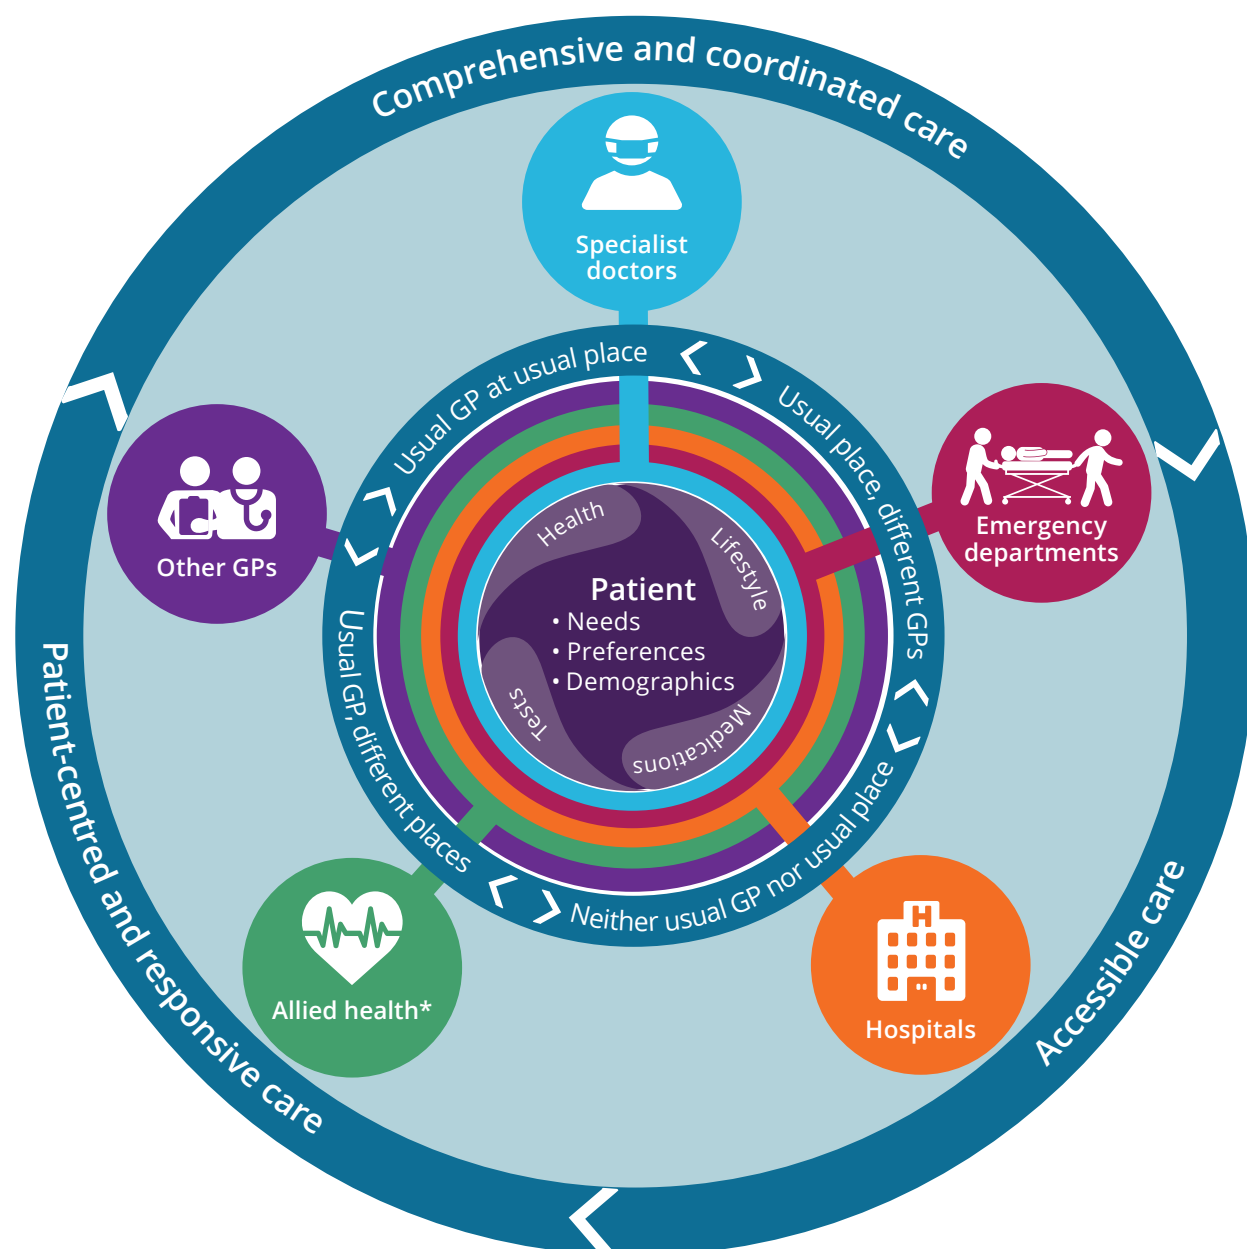 Comprehensive and coordinated care
Specialist
doctors
Usual GP at usual place
Usual place, different GPs
Emergency
departments
Other GPs
Health
Lifestyle
Patient
• Needs
• Preferences
• Demographics
Tests
Medications
Usual GP, different places
Neither usual GP nor usual place
Allied health*
Hospitals
H
Patient-centred and responsive care
Accessible care